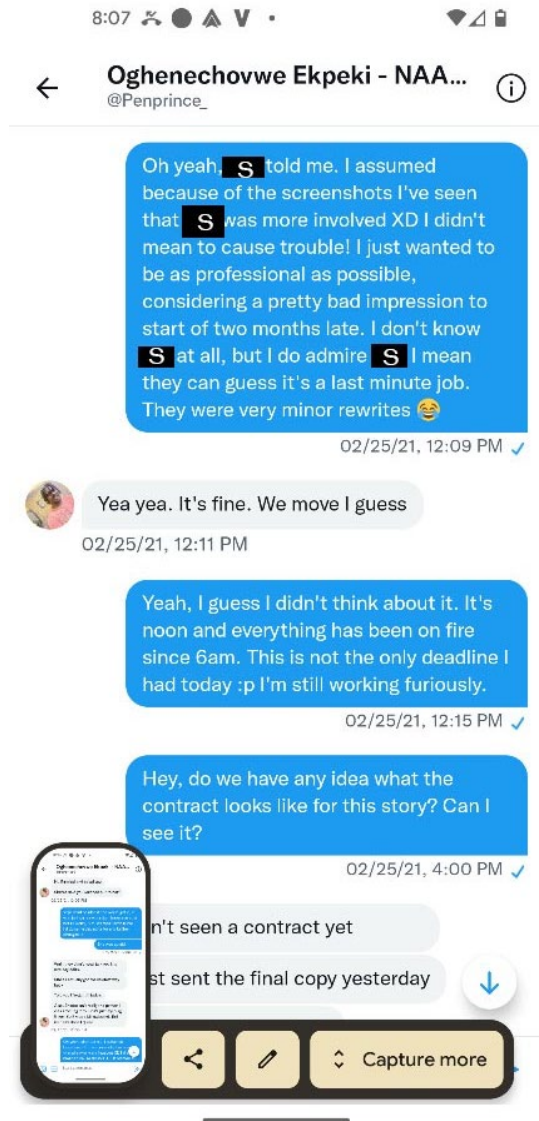 8:07
Oghenechovwe Ekpeki - NAA...
@Penprince_
Oh yeah, S told me. I assumed
because of the screenshots I've seen
that S was more involved XD I didn't
mean to cause trouble! I just wanted to
be as professional as possible,
considering a pretty bad impression to
start of two months late. I don't know
S at all, but I do admire S I mean
they can guess it's a last minute job.
They were very minor rewrites 😂
02/25/21, 12:09 PM
Yea yea. It's fine. We move I guess
02/25/21, 12:11 PM
Yeah, I guess I didn't think about it. It's
noon and everything has been on fire
since 6am. This is not the only deadline I
had today :p I'm still working furiously.
02/25/21, 12:15 PM
Hey, do we have any idea what the
contract looks like for this story? Can I
see it?
02/25/21, 4:00 PM
n't seen a contract yet
st sent the final copy yesterday
Capture more